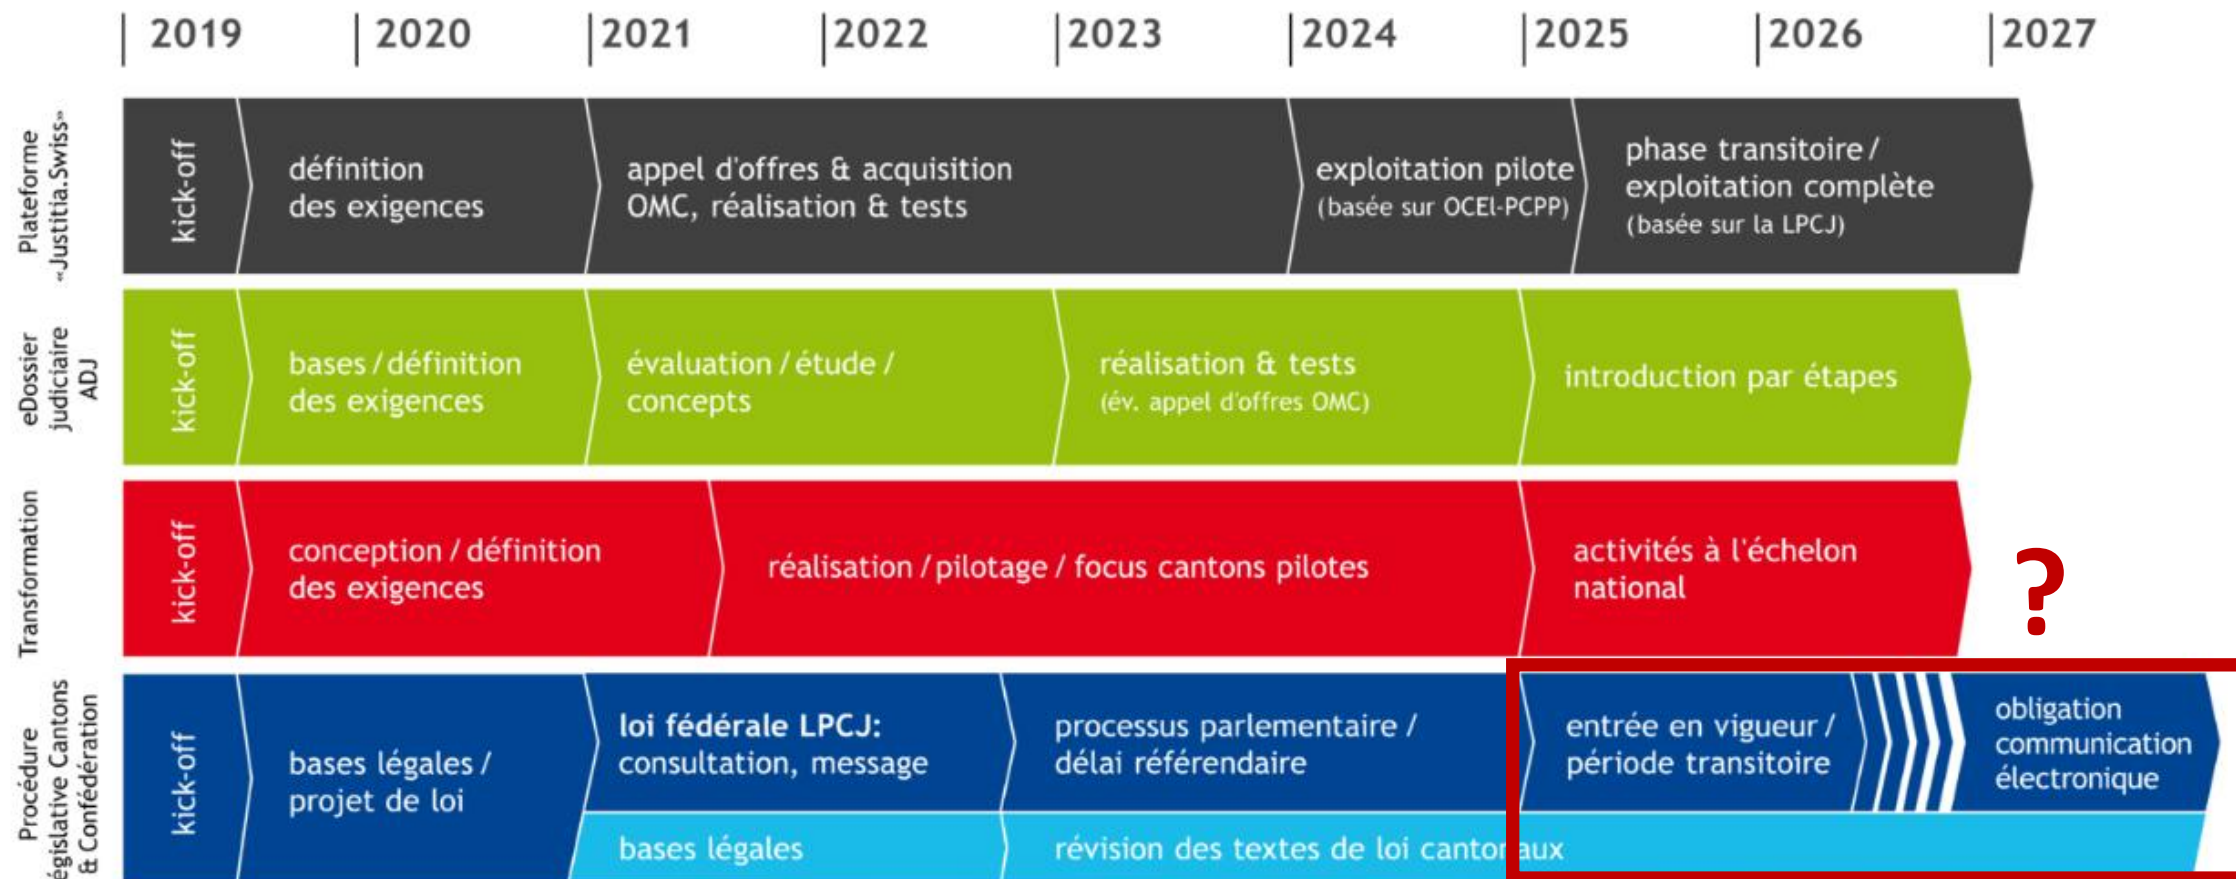 2019 2020 2021 2022 2023 2024 2025 2026 2027
Plateforme
«Justitia.Swiss»
kick-off
définition
des exigences
appel d'offres & acquisition
OMC, réalisation & tests
exploitation pilote
(basée sur OCEl-PCPP)
phase transitoire /
exploitation complète
(basée sur la LPCJ)
eDossier
judiciaire
ADJ
kick-off
bases / définition
des exigences
évaluation / étude /
concepts
réalisation & tests
(év. appel d'offres OMC)
introduction par étapes
Transformation
kick-off
conception / définition
des exigences
réalisation / pilotage / focus cantons pilotes
activités à l'échelon
national
?
Procédure
égislative Cantons
& Confédération
kick-off
bases légales /
projet de loi
loi fédérale LPCJ:
consultation, message
processus parlementaire /
délai référendaire
entrée en vigueur /
période transitoire
obligation
communication
électronique
bases légales
révision des textes de loi cantonaux